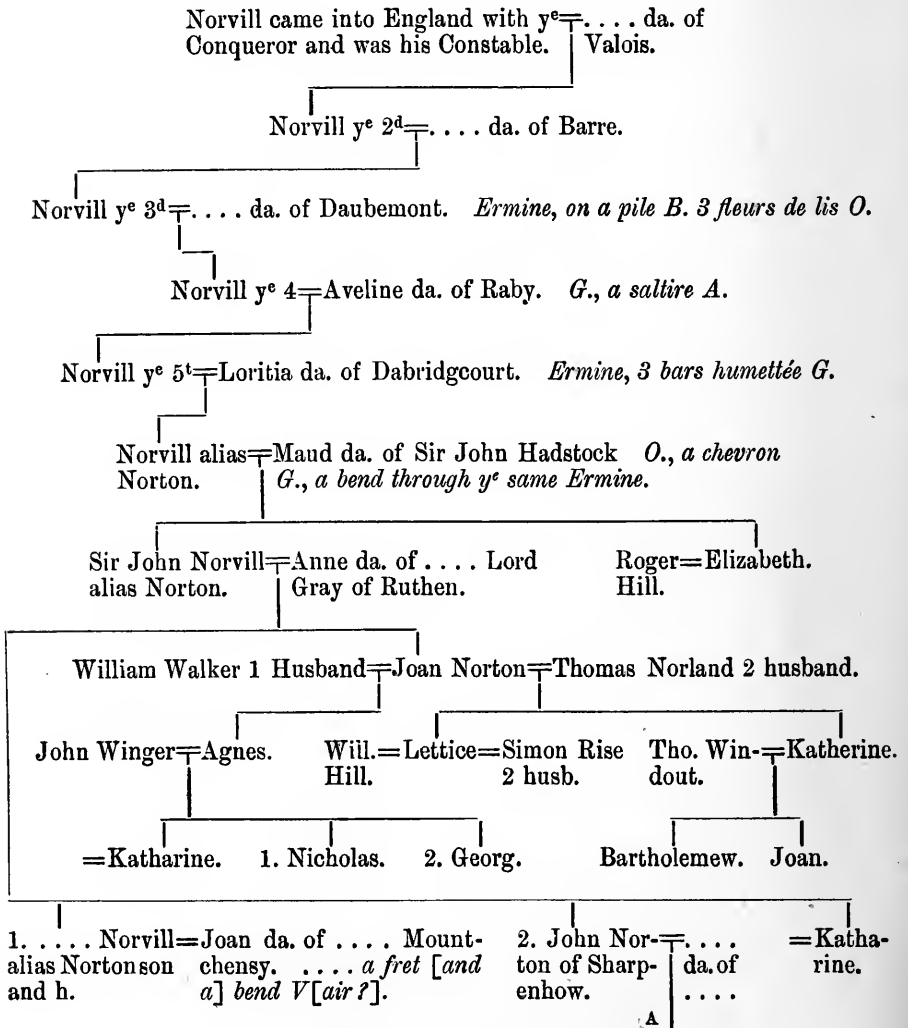 Norvill came into England with yᵉ=. . . . da. of
Conqueror and was his Constable. Valois.
Norvill yᵉ 2ᵈ=. . . . da. of Barre.
Norvill yᵉ 3ᵈ=. . . . da. of Daubemont. Ermine, on a pile B. 3 fleurs de lis O.
Norvill yᵉ 4=Aveline da. of Raby. G., a saltire A.
Norvill yᵉ 5ᵗ=Loritia da. of Dabridgcourt. Ermine, 3 bars humettée G.
Norvill alias=Maud da. of Sir John Hadstock O., a chevron
Norton. G., a bend through yᵉ same Ermine.
Sir John Norvill=Anne da. of . . . . Lord
alias Norton. Gray of Ruthen.
Roger=Elizabeth.
Hill.
William Walker 1 Husband=Joan Norton=Thomas Norland 2 husband.
John Winger=Agnes.
Will.=Lettice=Simon Rise
Hill. 2 husb.
Tho. Win-=Katherine.
dout.
=Katharine. 1. Nicholas. 2. Georg. Bartholemew. Joan.
1. . . . . . Norvill=Joan da. of . . . . Mount-
alias Norton son chensy. . . . . a fret [and
and h. a] bend V[air ?].
2. John Nor-=. . . .
ton of Sharp- da. of
enhow. . . . .
=Katha-
rine.
A